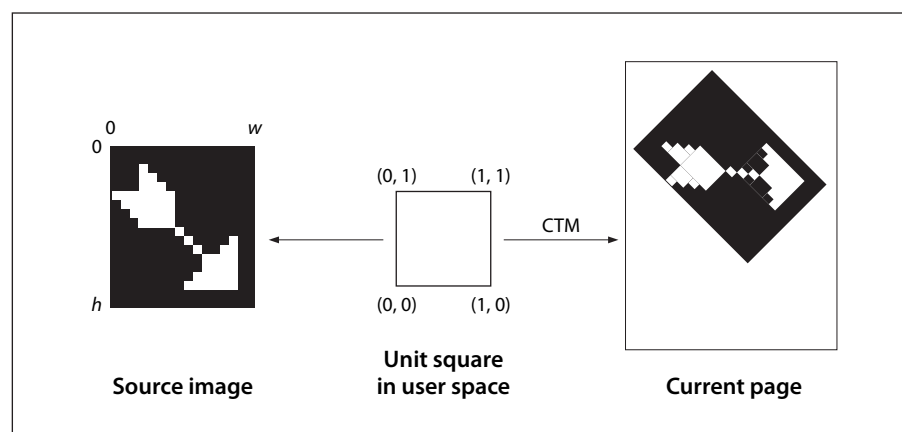 0 w
0
h
(0, 1) (1, 1)
CTM
(0, 0) (1, 0)
Source image
Unit square
in user space
Current page